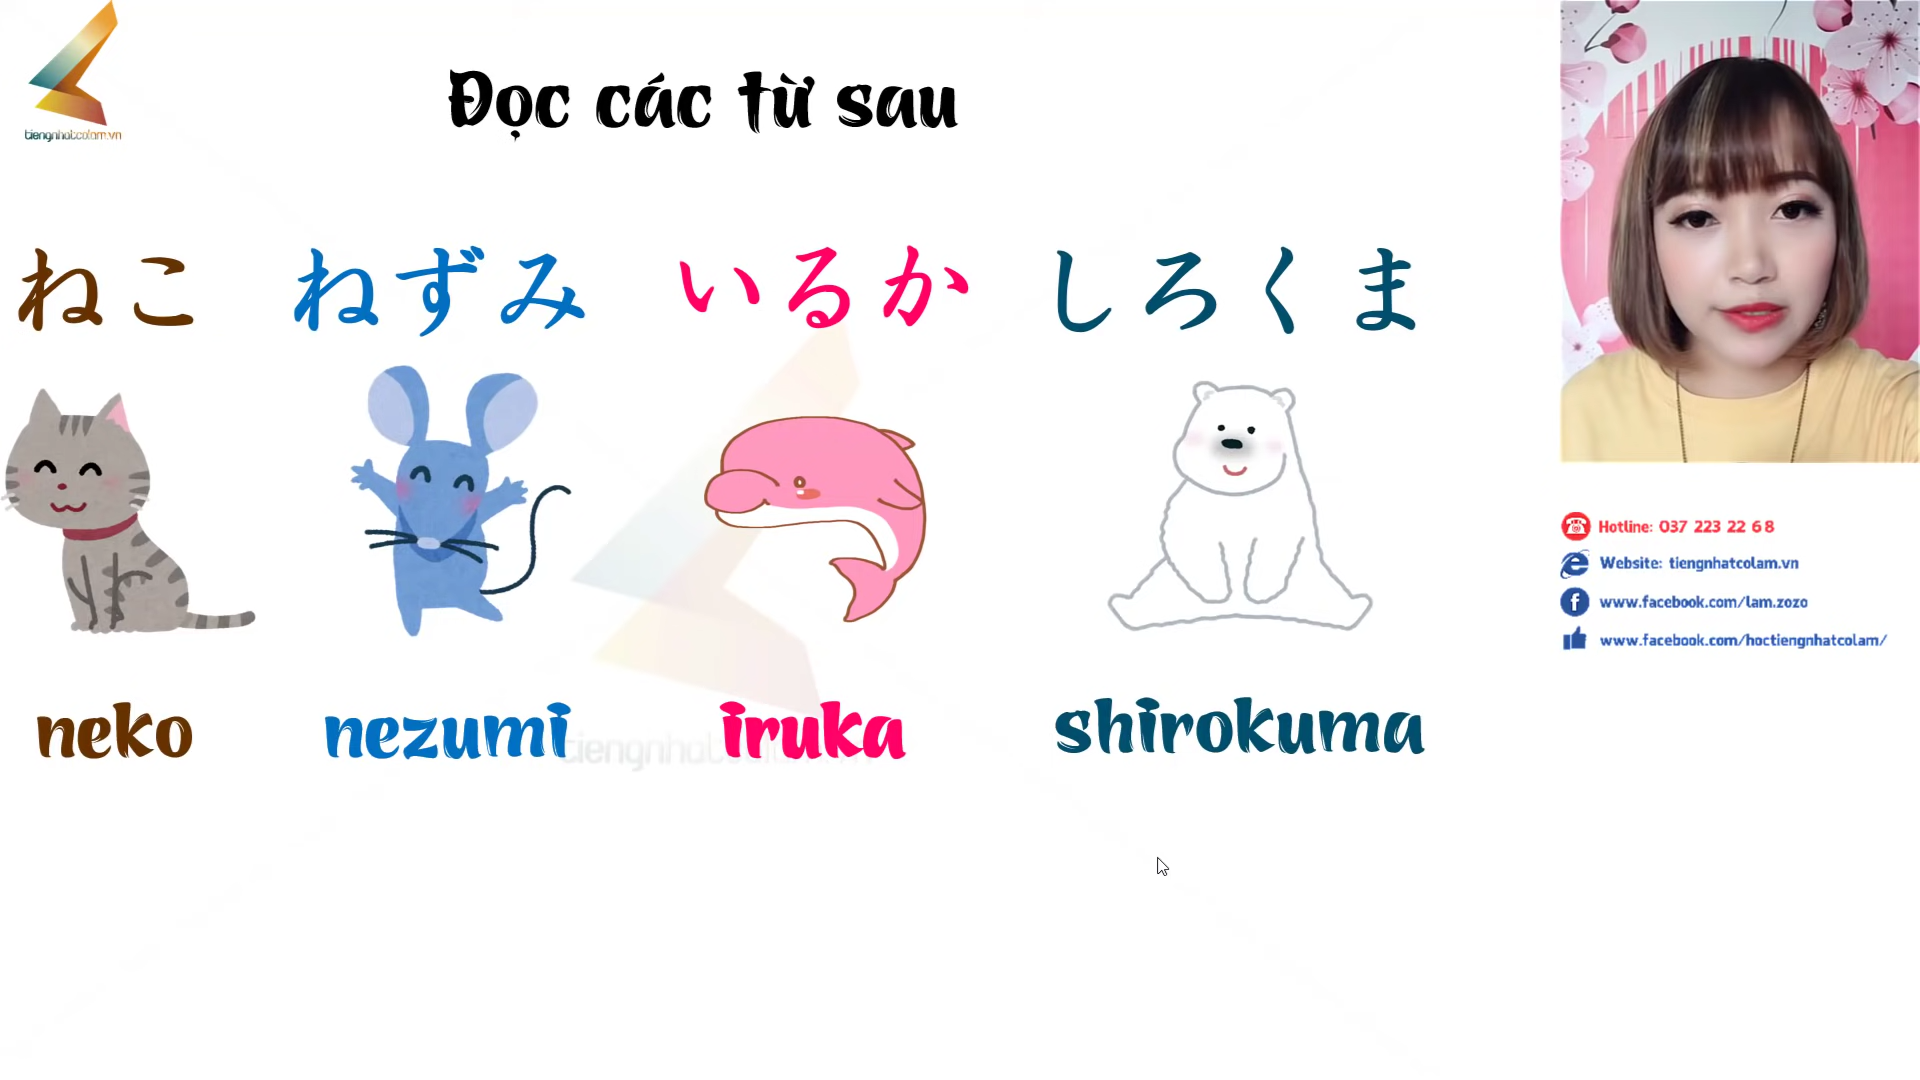 tiengnhatcolam.vn
Đọc các từ sau
ねこ ねずみ いるか しろくま
neko nezumi iruka shirokuma
tiengnhatcolam.vn
Hotline: 037 223 22 68
Website: tiengnhatcolam.vn
www.facebook.com/lam.zozo
www.facebook.com/hoctiengnhatcolam/